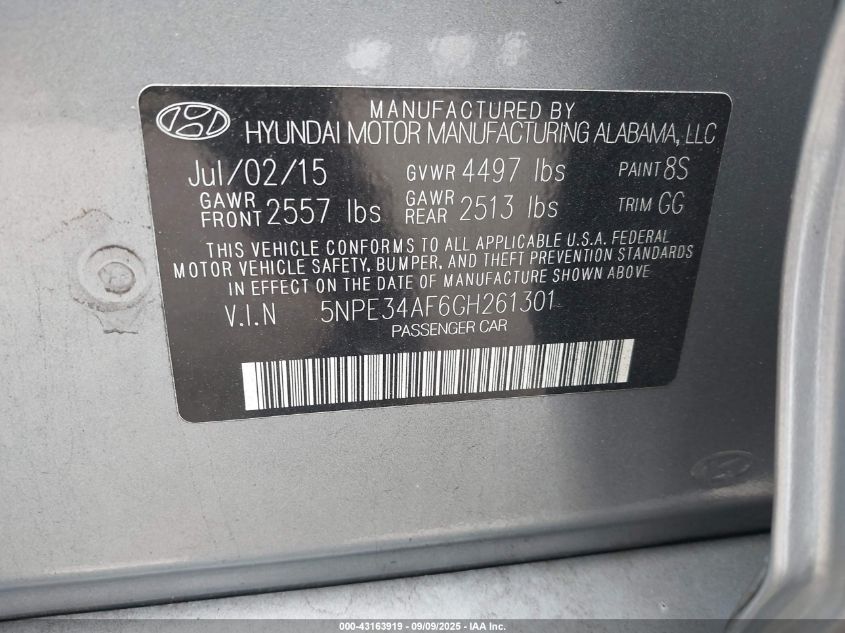 MANUFACTURED BY
HYUNDAI MOTOR MANUFACTURING ALABAMA, LLC
Jul/02/15 GVWR 4497 lbs PAINT 8S
GAWR FRONT 2557 lbs GAWR REAR 2513 lbs TRIM GG
THIS VEHICLE CONFORMS TO ALL APPLICABLE U.S.A. FEDERAL
MOTOR VEHICLE SAFETY, BUMPER, AND THEFT PREVENTION STANDARDS
IN EFFECT ON THE DATE OF MANUFACTURE SHOWN ABOVE
V.I.N 5NPE34AF6GH261301
PASSENGER CAR
000-43163919 - 09/09/2025 - IAA Inc.